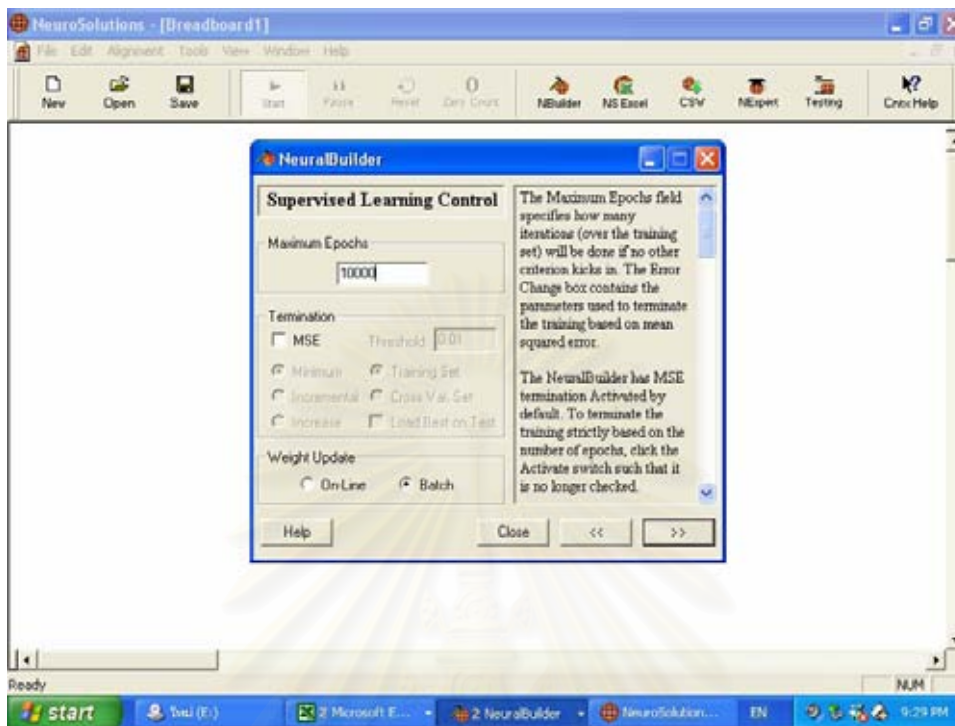 NeuroSolutions - [Breadboard1]
File Edit Alignment Tools View Window Help
New Open Save Start Pause Reset Zero Count NBuilder NS Excel CSV NExpert Testing Cntx Help
NeuralBuilder
Supervised Learning Control
Maximum Epochs
10000
Termination
MSE Threshold 0.01
Minimum Training Set
Incremental Cross Val. Set
Increase Load Best on Test
Weight Update
On-Line Batch
The Maximum Epochs field
specifies how many
iterations (over the training
set) will be done if no other
criterion kicks in. The Error
Change box contains the
parameters used to terminate
the training based on mean
squared error.
The NeuralBuilder has MSE
termination Activated by
default. To terminate the
training strictly based on the
number of epochs, click the
Activate switch such that it
is no longer checked.
Help Close << >>
Ready NUM
start (E:) 2 Microsoft E... 2 NeuralBuilder NeuroSolution... EN 9:29 PM